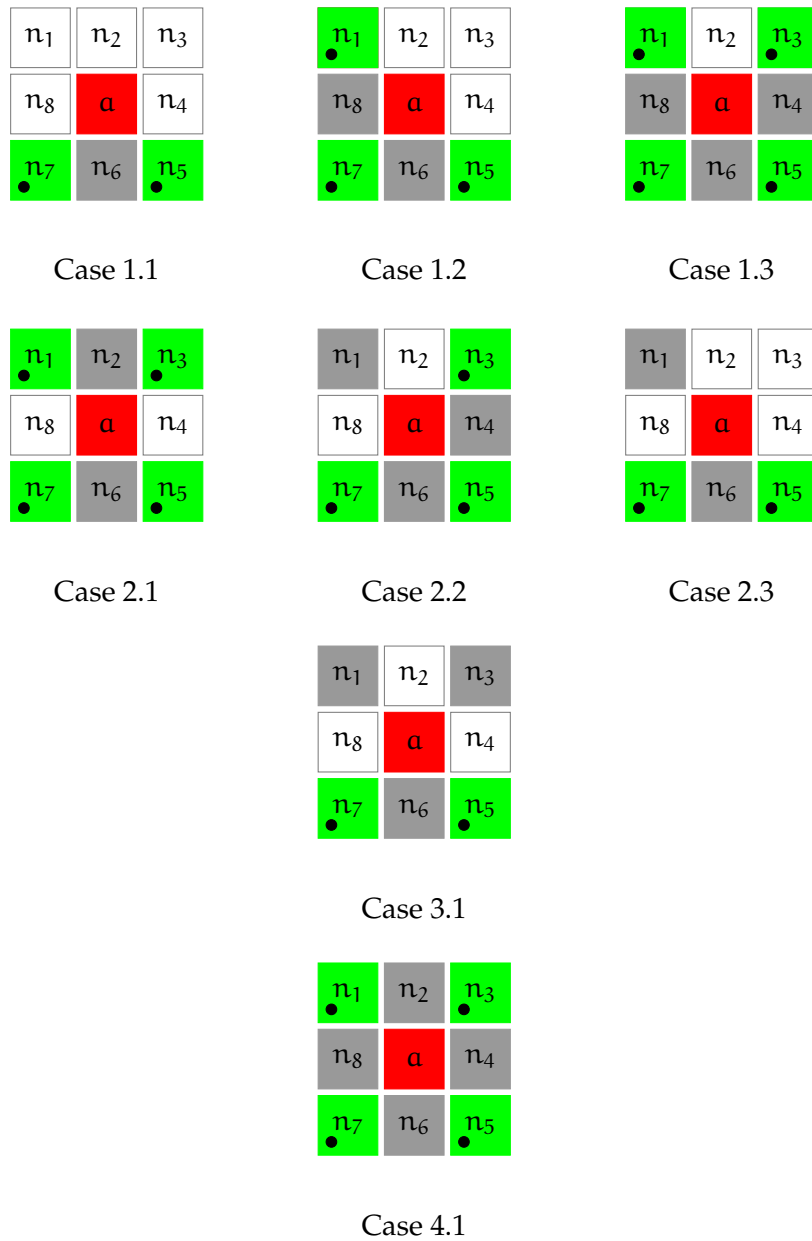 n₁ n₂ n₃ n₁ n₂ n₃ n₁ n₂ n₃
n₈ a n₄ n₈ a n₄ n₈ a n₄
n₇ n₆ n₅ n₇ n₆ n₅ n₇ n₆ n₅
Case 1.1 Case 1.2 Case 1.3
n₁ n₂ n₃ n₁ n₂ n₃ n₁ n₂ n₃
n₈ a n₄ n₈ a n₄ n₈ a n₄
n₇ n₆ n₅ n₇ n₆ n₅ n₇ n₆ n₅
Case 2.1 Case 2.2 Case 2.3
n₁ n₂ n₃
n₈ a n₄
n₇ n₆ n₅
Case 3.1
n₁ n₂ n₃
n₈ a n₄
n₇ n₆ n₅
Case 4.1